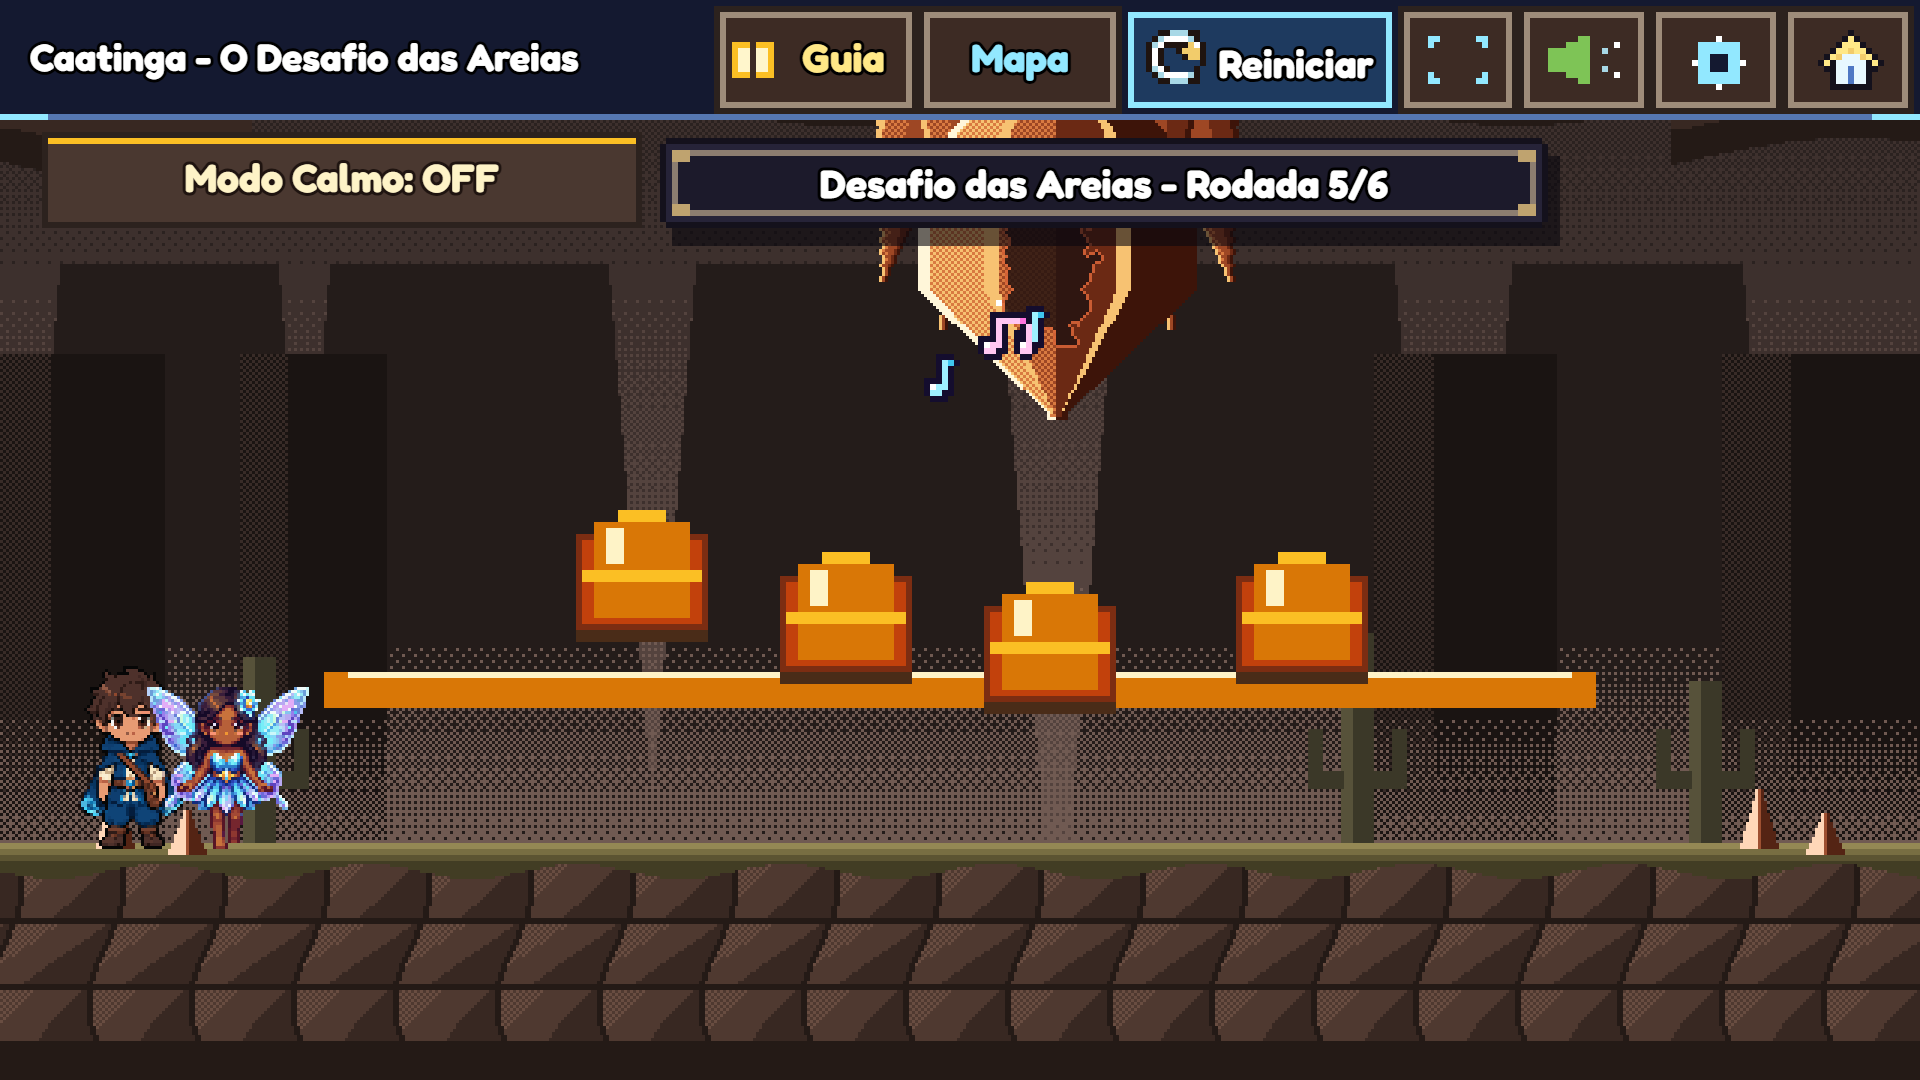 Caatinga - O Desafio das Areias
Guia
Mapa
Reiniciar
Modo Calmo: OFF
Desafio das Areias - Rodada 5/6